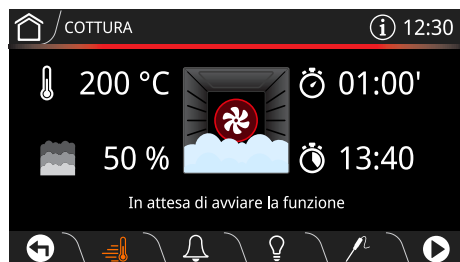 COTTURA
12:30
200 °C
01:00'
50 %
13:40
In attesa di avviare la funzione